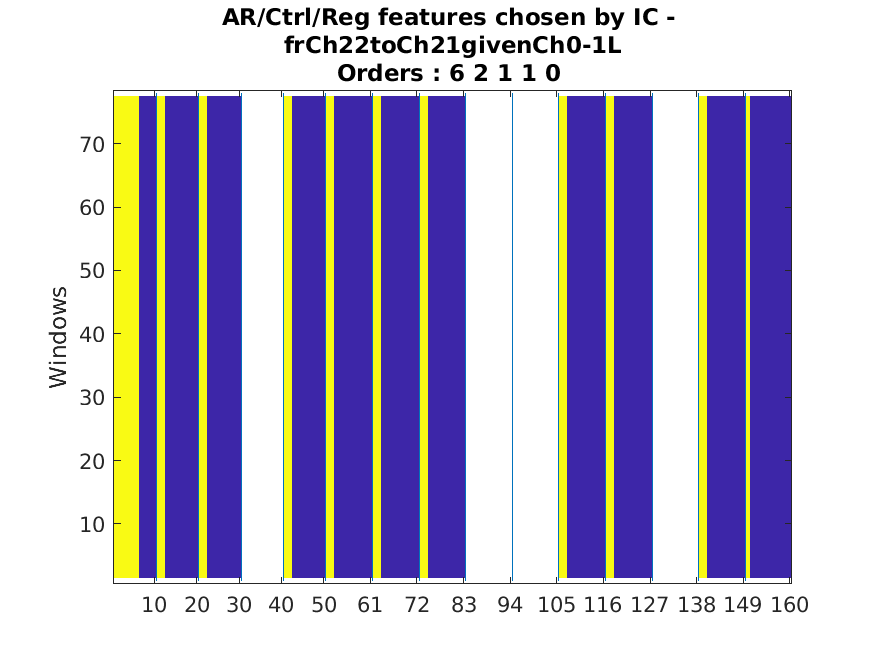 AR/Ctrl/Reg features chosen by IC -
frCh22toCh21givenCh0-1L
Orders : 6 2 1 1 0
70
60
50
40
30
20
10
Windows
10 20 30 40 50 61 72 83 94 105 116 127 138 149 160